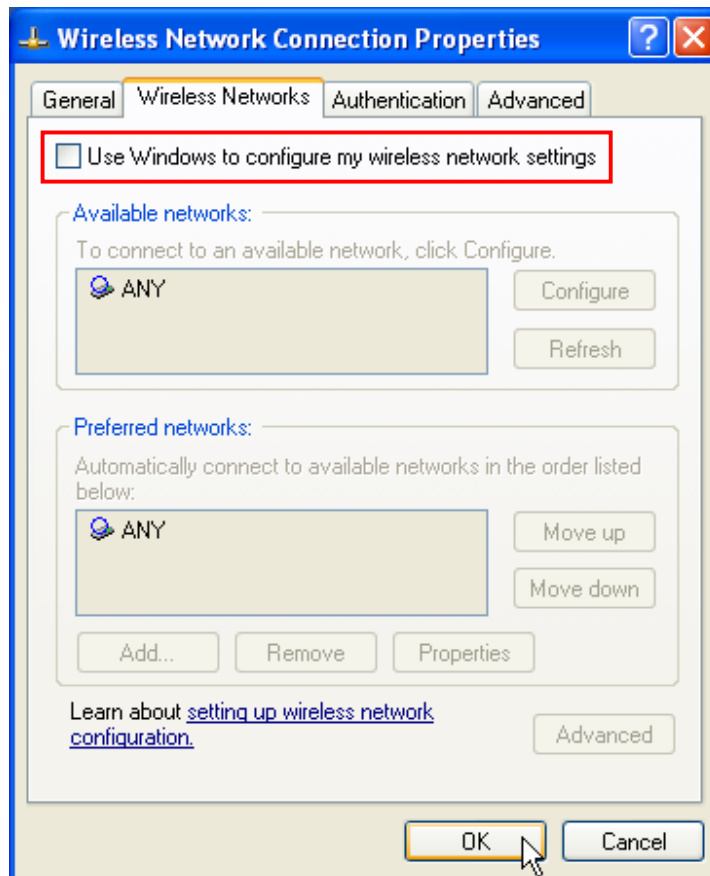 Wireless Network Connection Properties
?
General Wireless Networks Authentication Advanced
Use Windows to configure my wireless network settings
Available networks:
To connect to an available network, click Configure.
ANY
Configure
Refresh
Preferred networks:
Automatically connect to available networks in the order listed
below:
ANY
Move up
Move down
Add... Remove Properties
Learn about setting up wireless network
configuration.
Advanced
OK Cancel